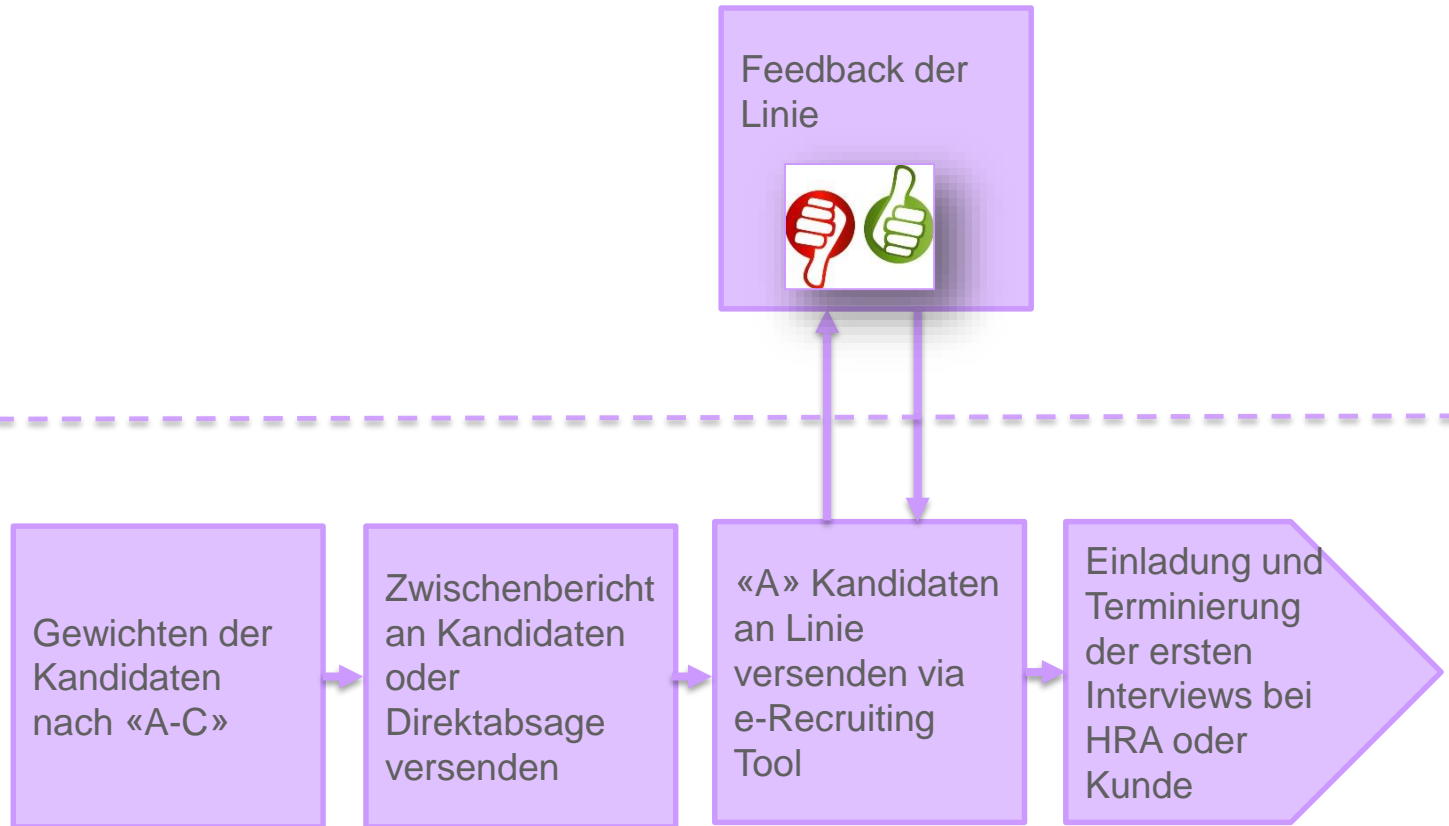 Feedback der
Linie
Gewichten der
Kandidaten
nach «A-C»
Zwischenbericht
an Kandidaten
oder
Direktabsage
versenden
«A» Kandidaten
an Linie
versenden via
e-Recruiting
Tool
Einladung und
Terminierung
der ersten
Interviews bei
HRA oder
Kunde